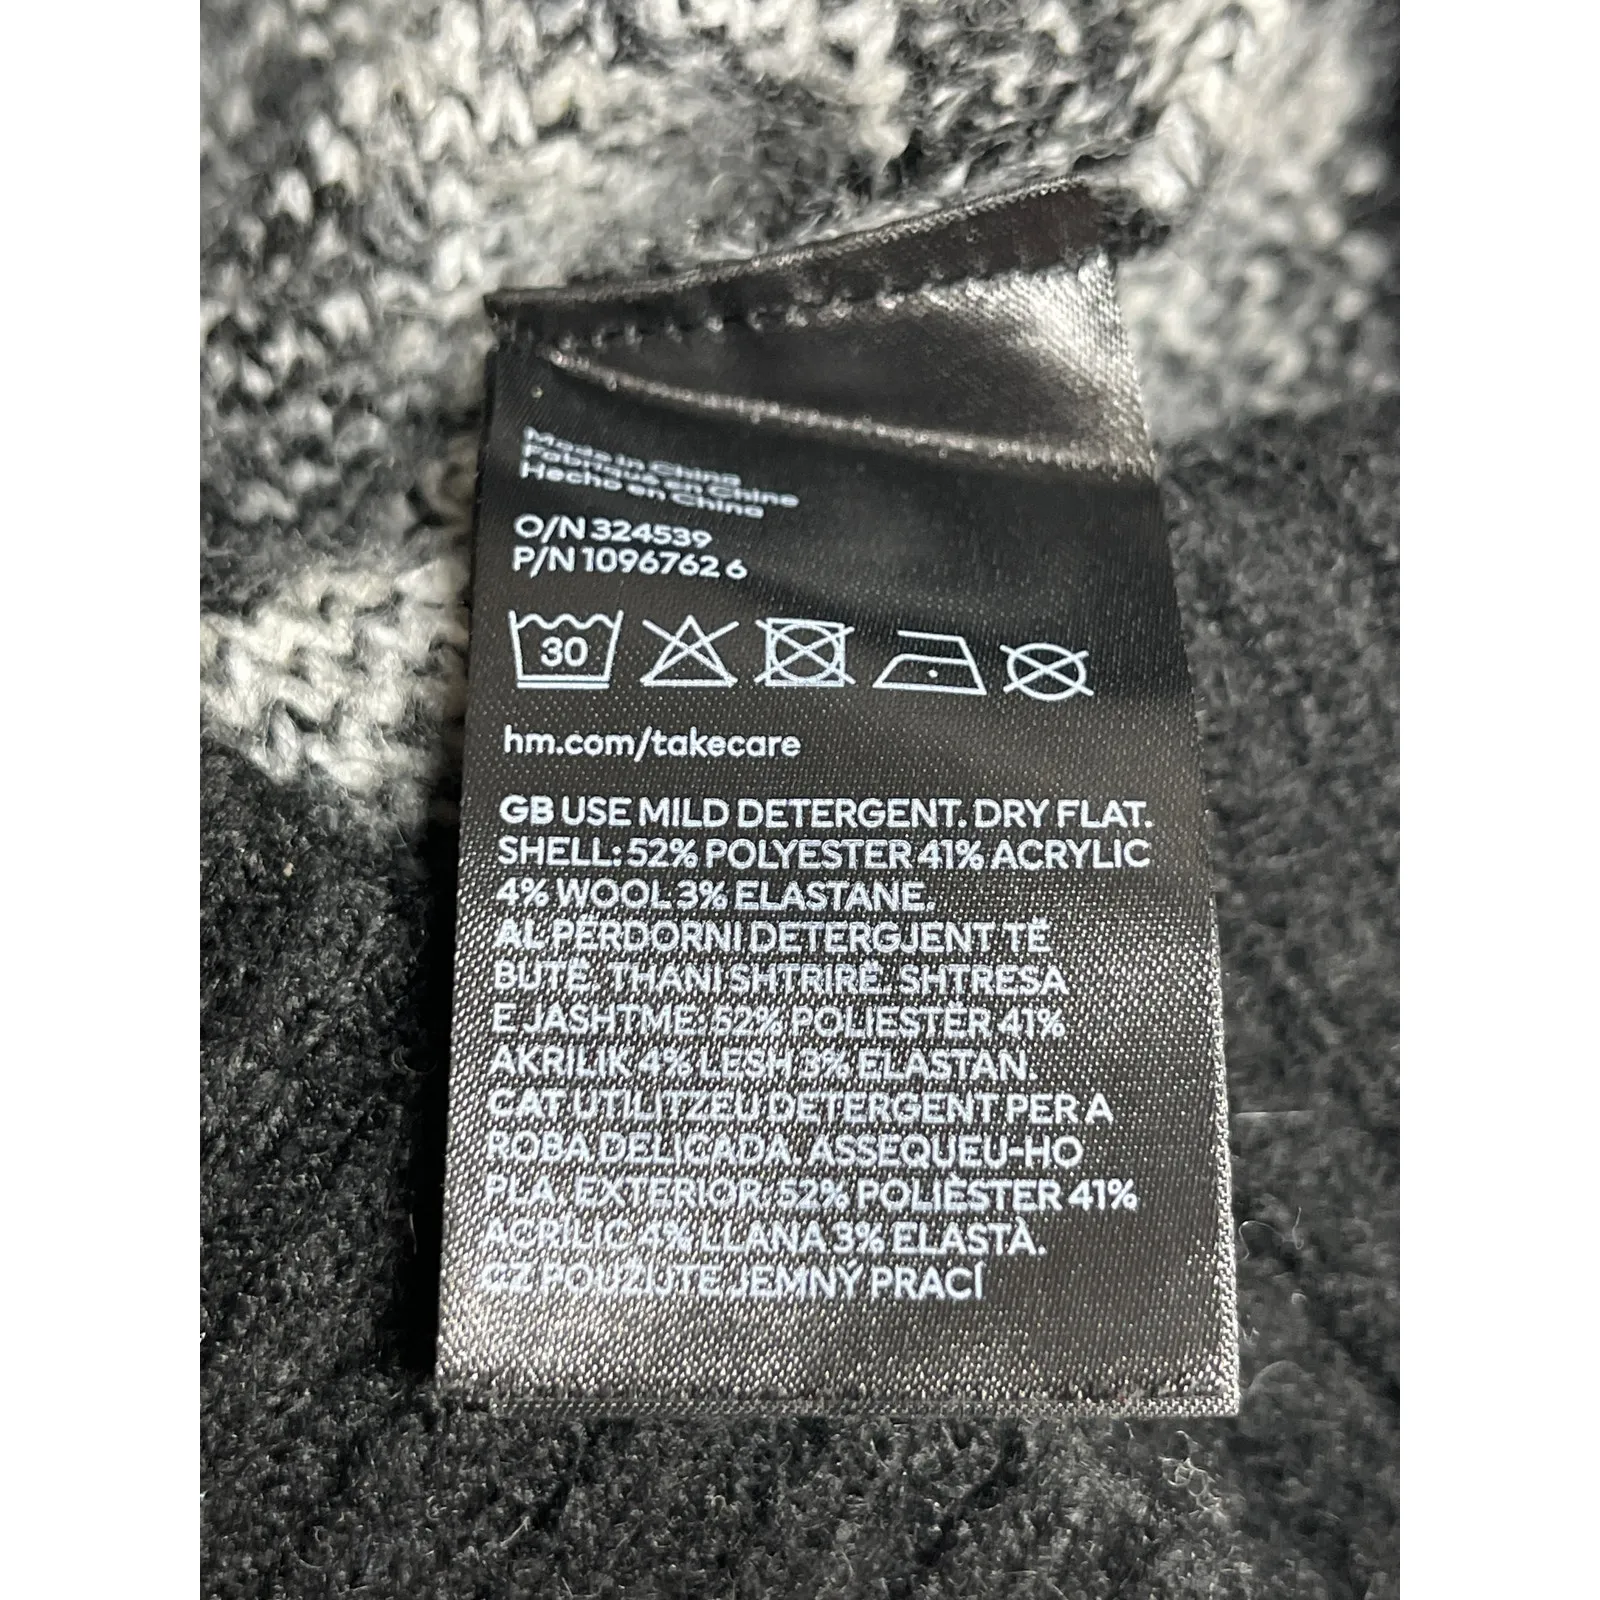 Made in China
Fabriqué en Chine
Hecho en China
O/N 324539
P/N 1096762 6
30
hm.com/takecare
GB USE MILD DETERGENT. DRY FLAT.
SHELL: 52% POLYESTER 41% ACRYLIC
4% WOOL 3% ELASTANE.
AL PËRDORNI DETERGJENT TË
BUTË. THANI SHTRIRË. SHTRESA
E JASHTME: 52% POLIESTËR 41%
AKRILIK 4% LESH 3% ELASTAN.
CAT UTILITZEU DETERGENT PER A
ROBA DELICADA. ASSEQUEU-HO
PLA. EXTERIOR: 52% POLIÈSTER 41%
ACRÍLIC 4% LLANA 3% ELASTÀ.
CZ POUŽIJTE JEMNÝ PRACÍ